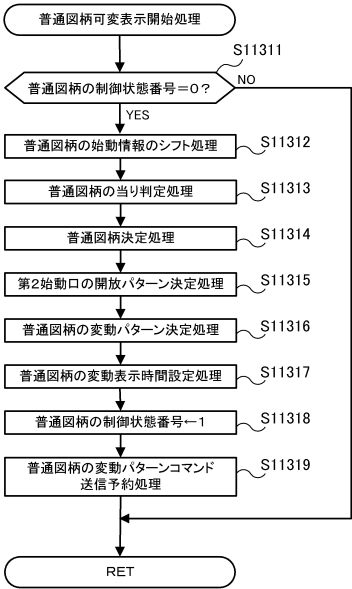 普通図柄可変表示開始処理
S11311
普通図柄の制御状態番号＝０？
NO
YES
普通図柄の始動情報のシフト処理
S11312
普通図柄の当り判定処理
S11313
普通図柄決定処理
S11314
第２始動口の開放パターン決定処理
S11315
普通図柄の変動パターン決定処理
S11316
普通図柄の変動表示時間設定処理
S11317
普通図柄の制御状態番号←１
S11318
普通図柄の変動パターンコマンド
送信予約処理
S11319
RET